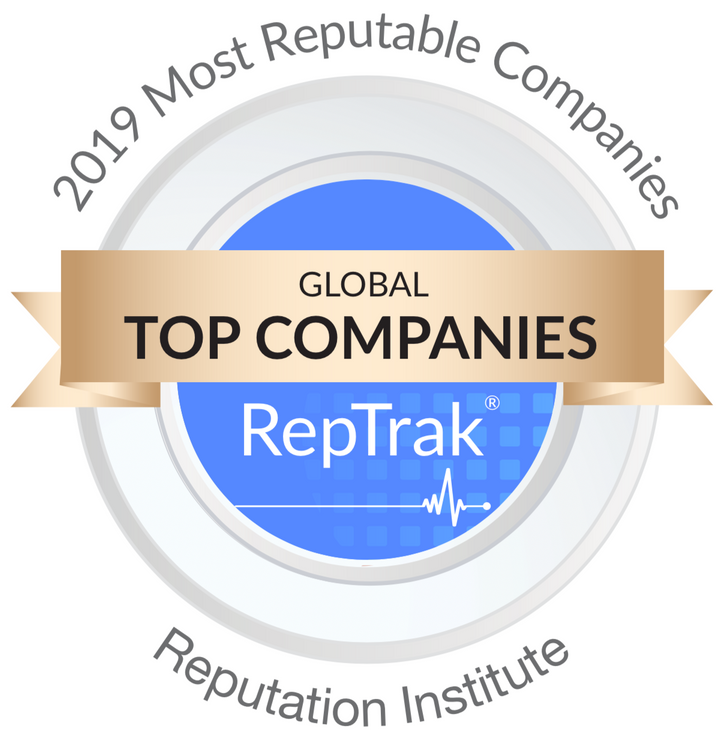 2019 Most Reputable Companies
GLOBAL
TOP COMPANIES
RepTrak®
Reputation Institute